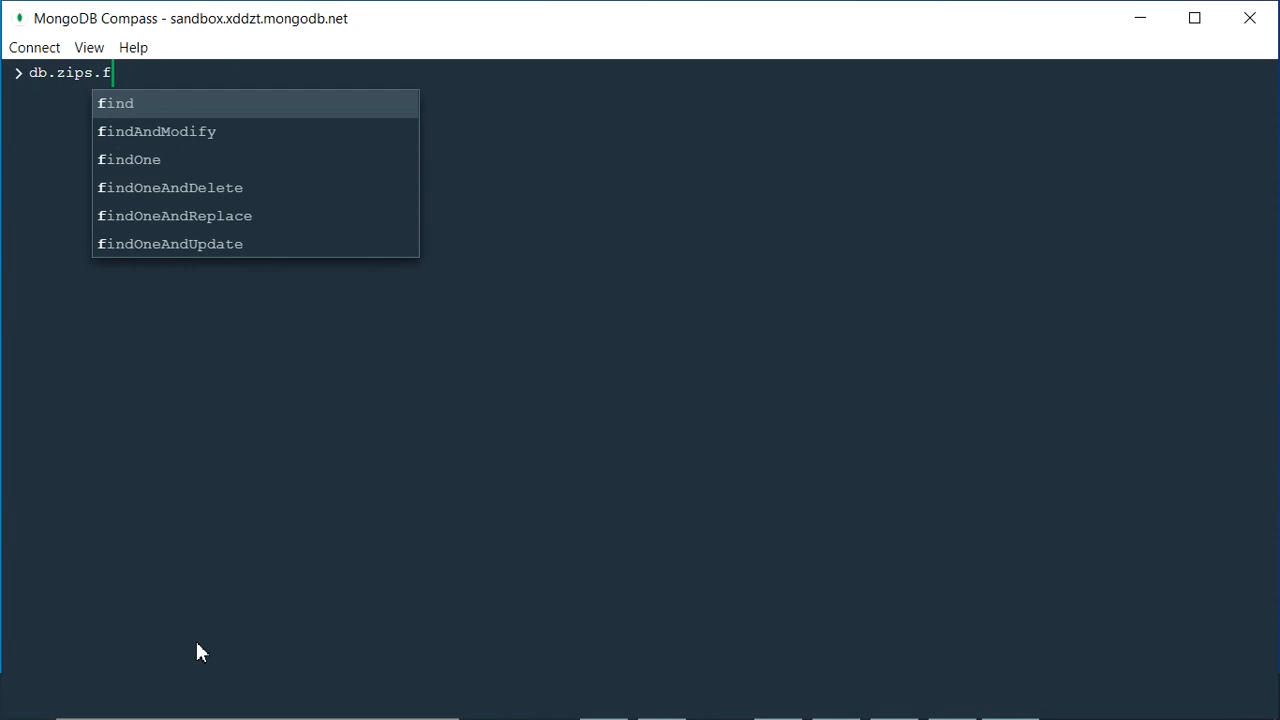 MongoDB Compass - sandbox.xddzt.mongodb.net
Connect View Help
db.zips.f
find
findAndModify
findOne
findOneAndDelete
findOneAndReplace
findOneAndUpdate